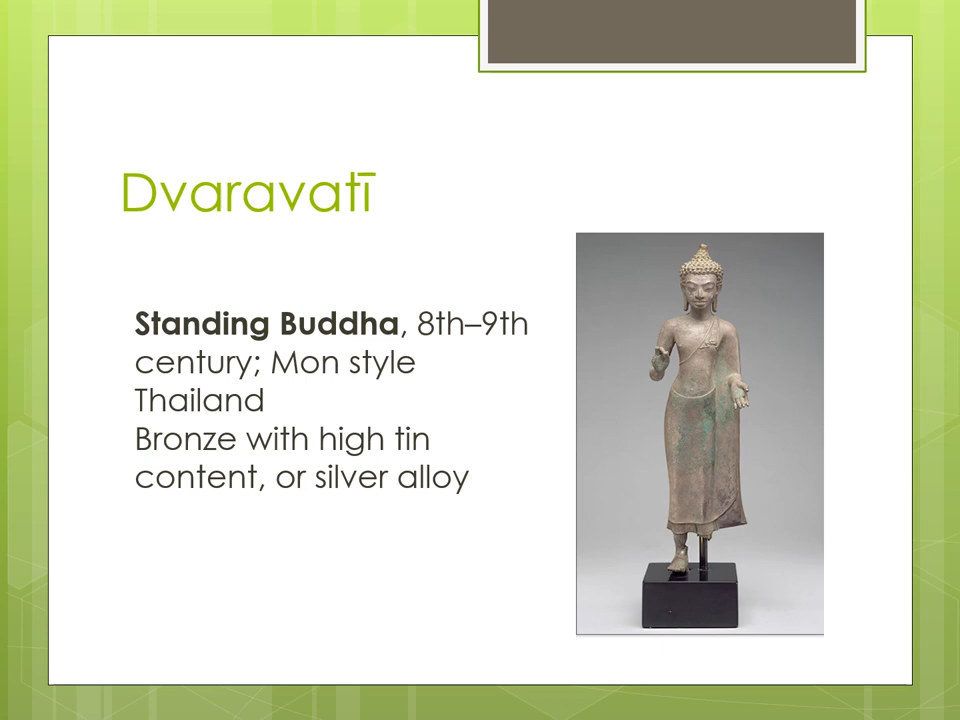 Dvaravatī
Standing Buddha, 8th–9th
century; Mon style
Thailand
Bronze with high tin
content, or silver alloy